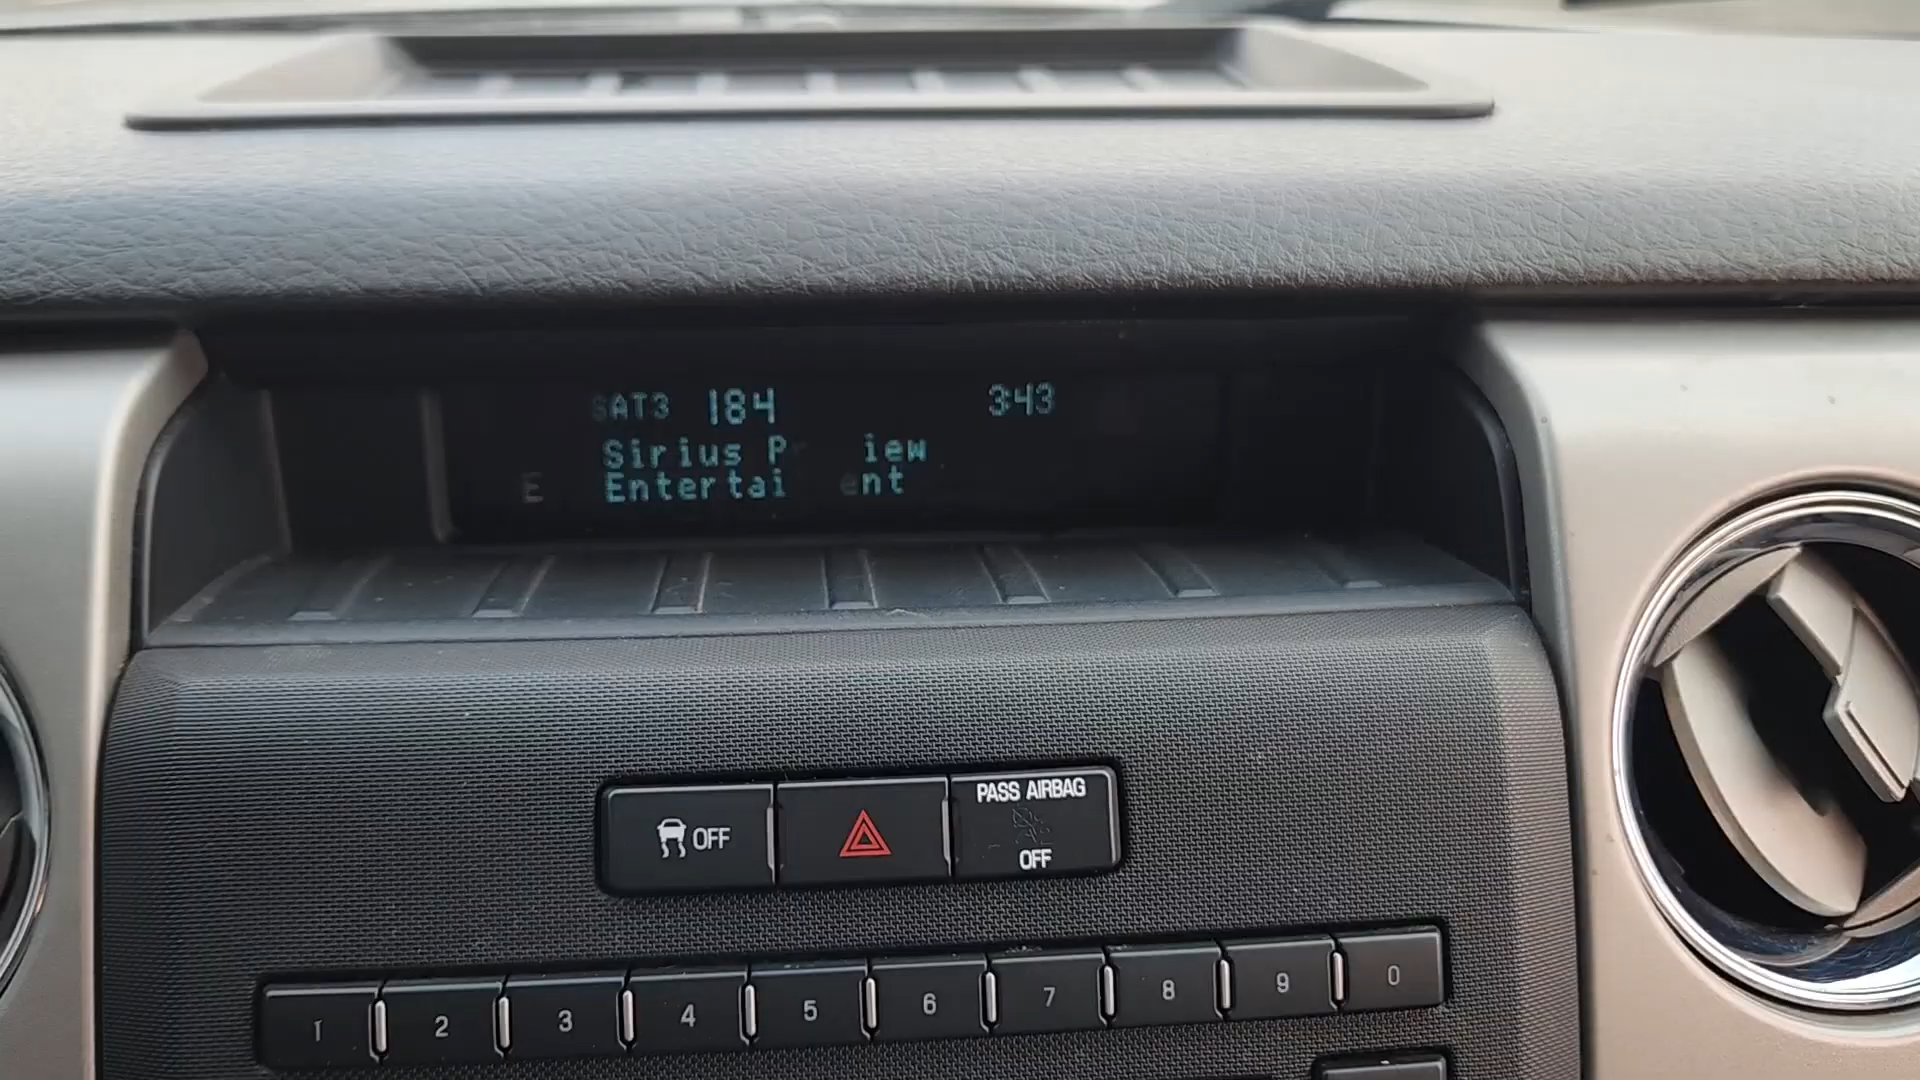 SAT3 184 3:43
Sirius P iew
E Entertai ent
OFF
PASS AIRBAG
OFF
1 2 3 4 5 6 7 8 9 0